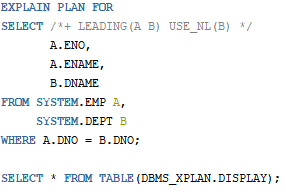 EXPLAIN PLAN FOR
SELECT /*+ LEADING(A B) USE_NL(B) */
A.ENO,
A.ENAME,
B.DNAME
FROM SYSTEM.EMP A,
SYSTEM.DEPT B
WHERE A.DNO = B.DNO;
SELECT * FROM TABLE(DBMS_XPLAN.DISPLAY);